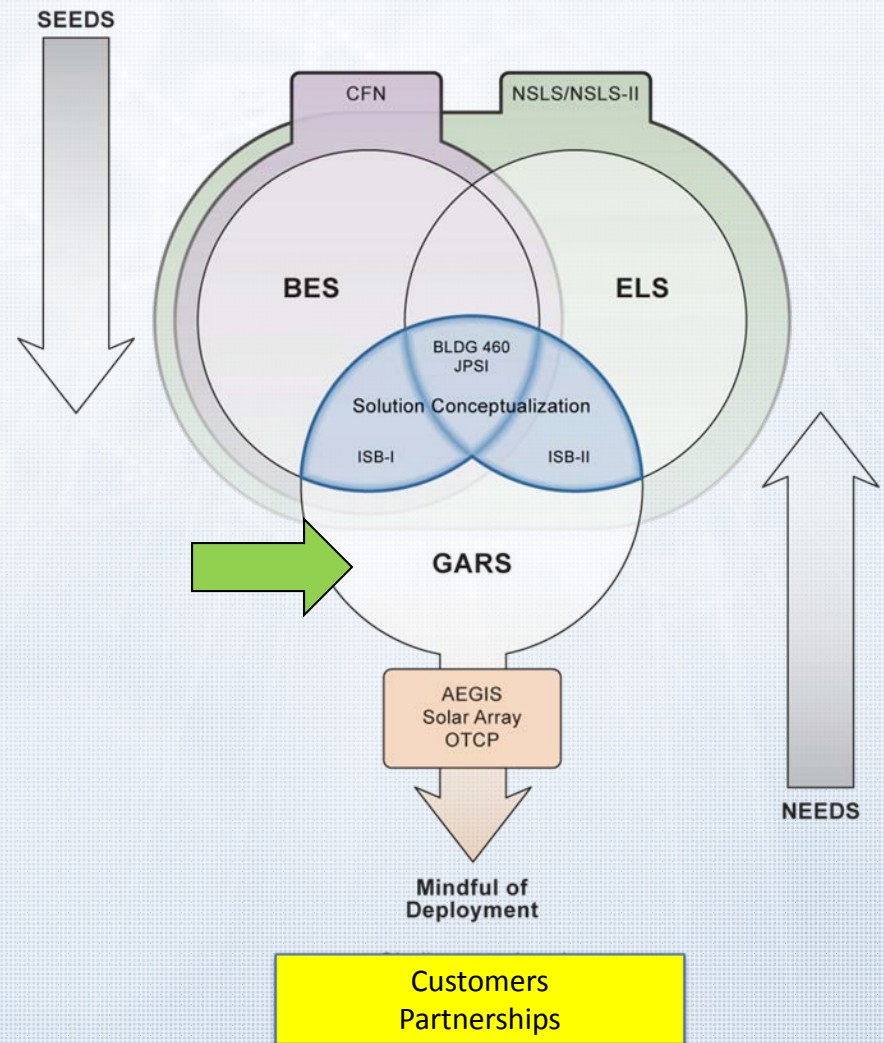 SEEDS
CFN
NSLS/NSLS-II
BES
ELS
BLDG 460
JPSI
Solution Conceptualization
ISB-I
ISB-II
GARS
AEGIS
Solar Array
OTCP
NEEDS
Mindful of
Deployment
Customers
Partnerships